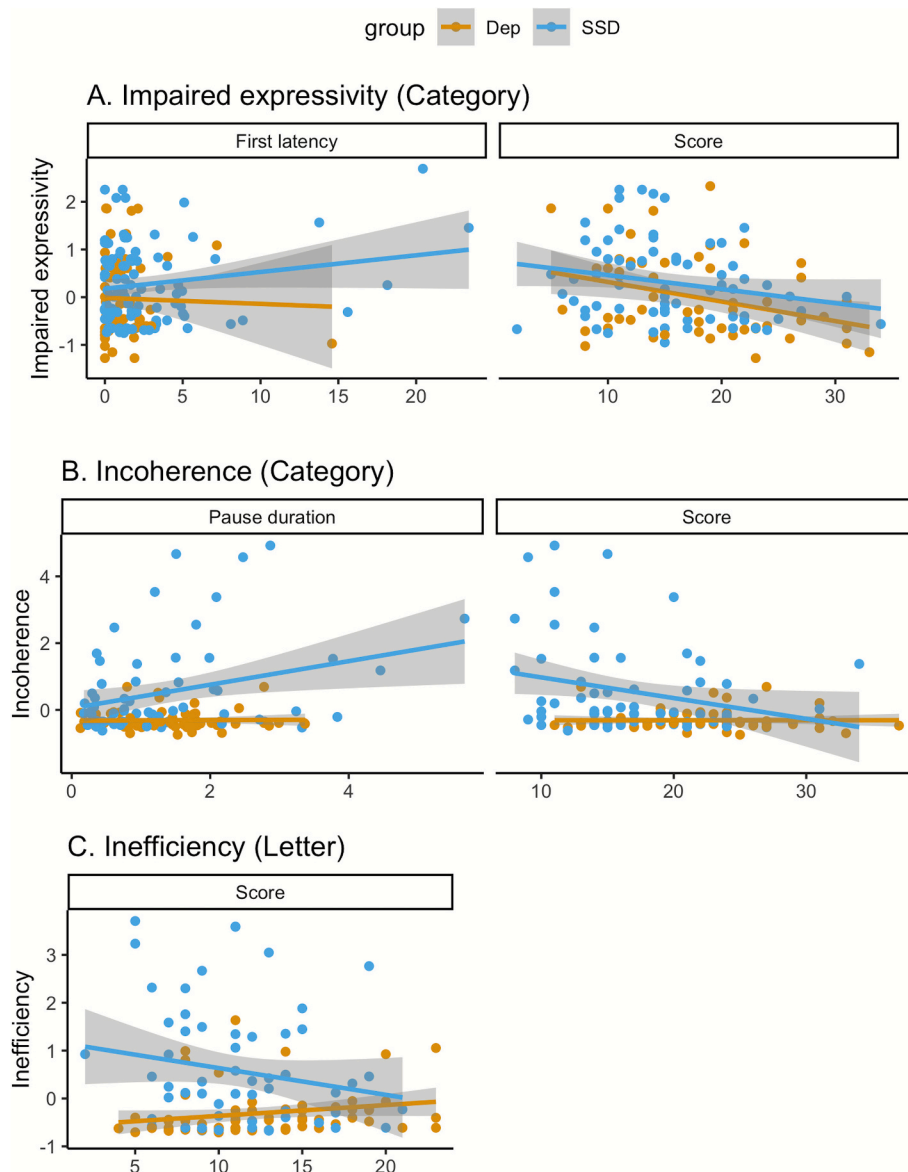 group Dep SSD
A. Impaired expressivity (Category)
First latency Score
Impaired expressivity
2
1
0
-1
0 5 10 15 20 10 20 30
B. Incoherence (Category)
Pause duration Score
Incoherence
4
2
0
0 2 4 10 20 30
C. Inefficiency (Letter)
Score
Inefficiency
3
2
1
0
-1
5 10 15 20